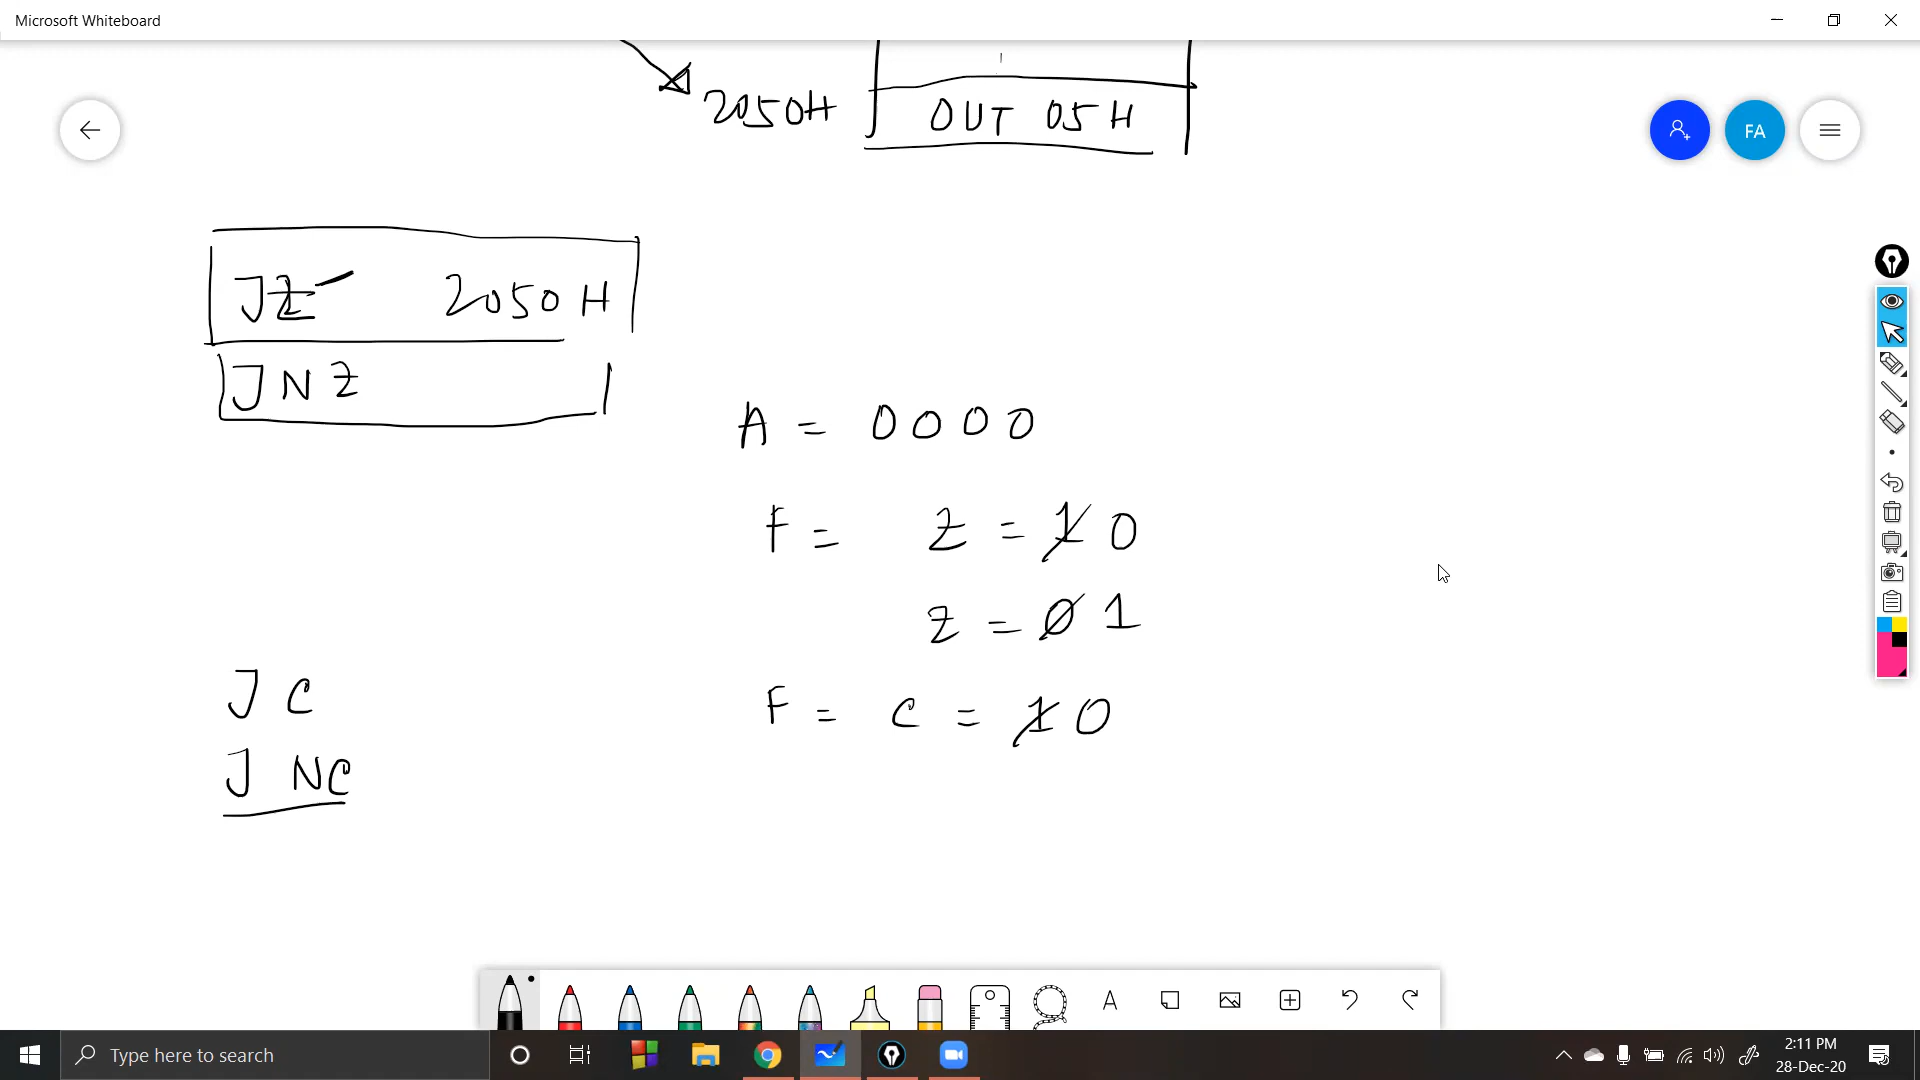 Microsoft Whiteboard
2050H
OUT 05H
FA
JZ 2050H
JNZ
A = 0000
F = Z = 1 0
Z = 0 1
JC
F = C = 1 0
JNC
A
Type here to search
2:11 PM
28-Dec-20